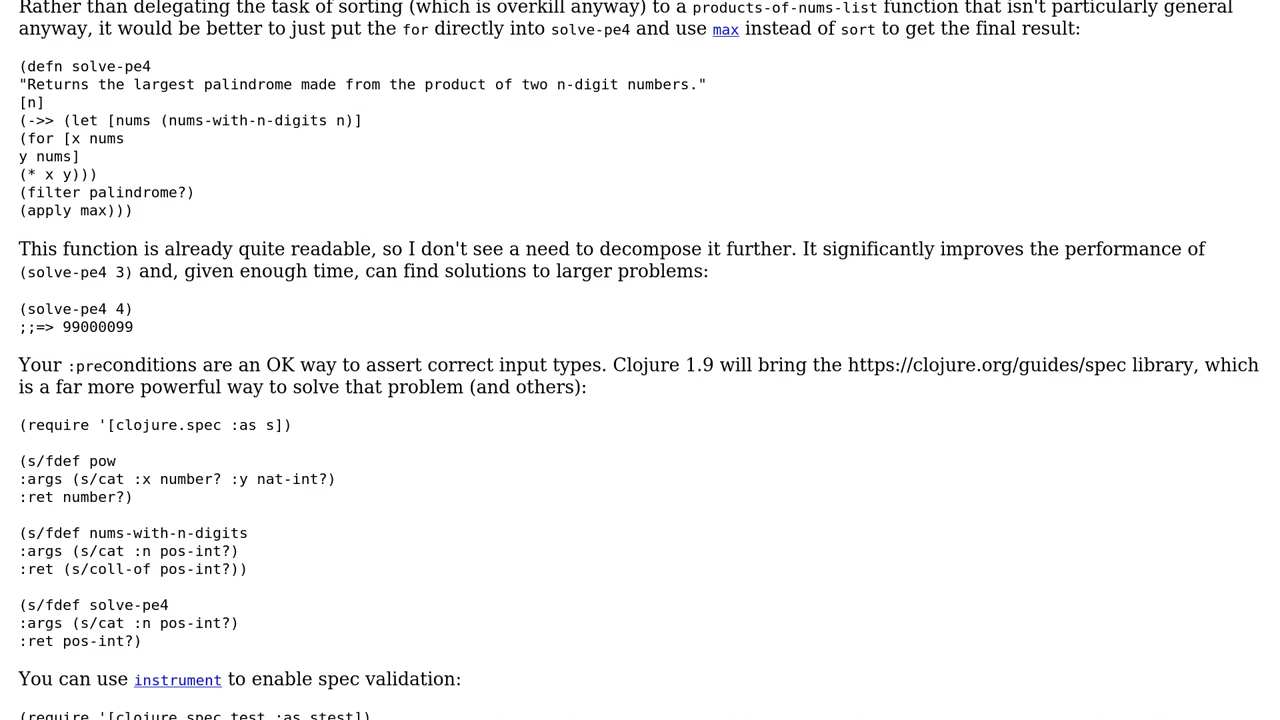 Rather than delegating the task of sorting (which is overkill anyway) to a products-of-nums-list function that isn't particularly general
anyway, it would be better to just put the for directly into solve-pe4 and use max instead of sort to get the final result:
(defn solve-pe4
"Returns the largest palindrome made from the product of two n-digit numbers."
[n]
(->> (let [nums (nums-with-n-digits n)]
(for [x nums
y nums]
(* x y)))
(filter palindrome?)
(apply max)))
This function is already quite readable, so I don't see a need to decompose it further. It significantly improves the performance of
(solve-pe4 3) and, given enough time, can find solutions to larger problems:
(solve-pe4 4)
;;=> 99000099
Your :preconditions are an OK way to assert correct input types. Clojure 1.9 will bring the https://clojure.org/guides/spec library, which
is a far more powerful way to solve that problem (and others):
(require '[clojure.spec :as s])
(s/fdef pow
:args (s/cat :x number? :y nat-int?)
:ret number?)
(s/fdef nums-with-n-digits
:args (s/cat :n pos-int?)
:ret (s/coll-of pos-int?))
(s/fdef solve-pe4
:args (s/cat :n pos-int?)
:ret pos-int?)
You can use instrument to enable spec validation:
(require '[clojure.spec.test :as stest])